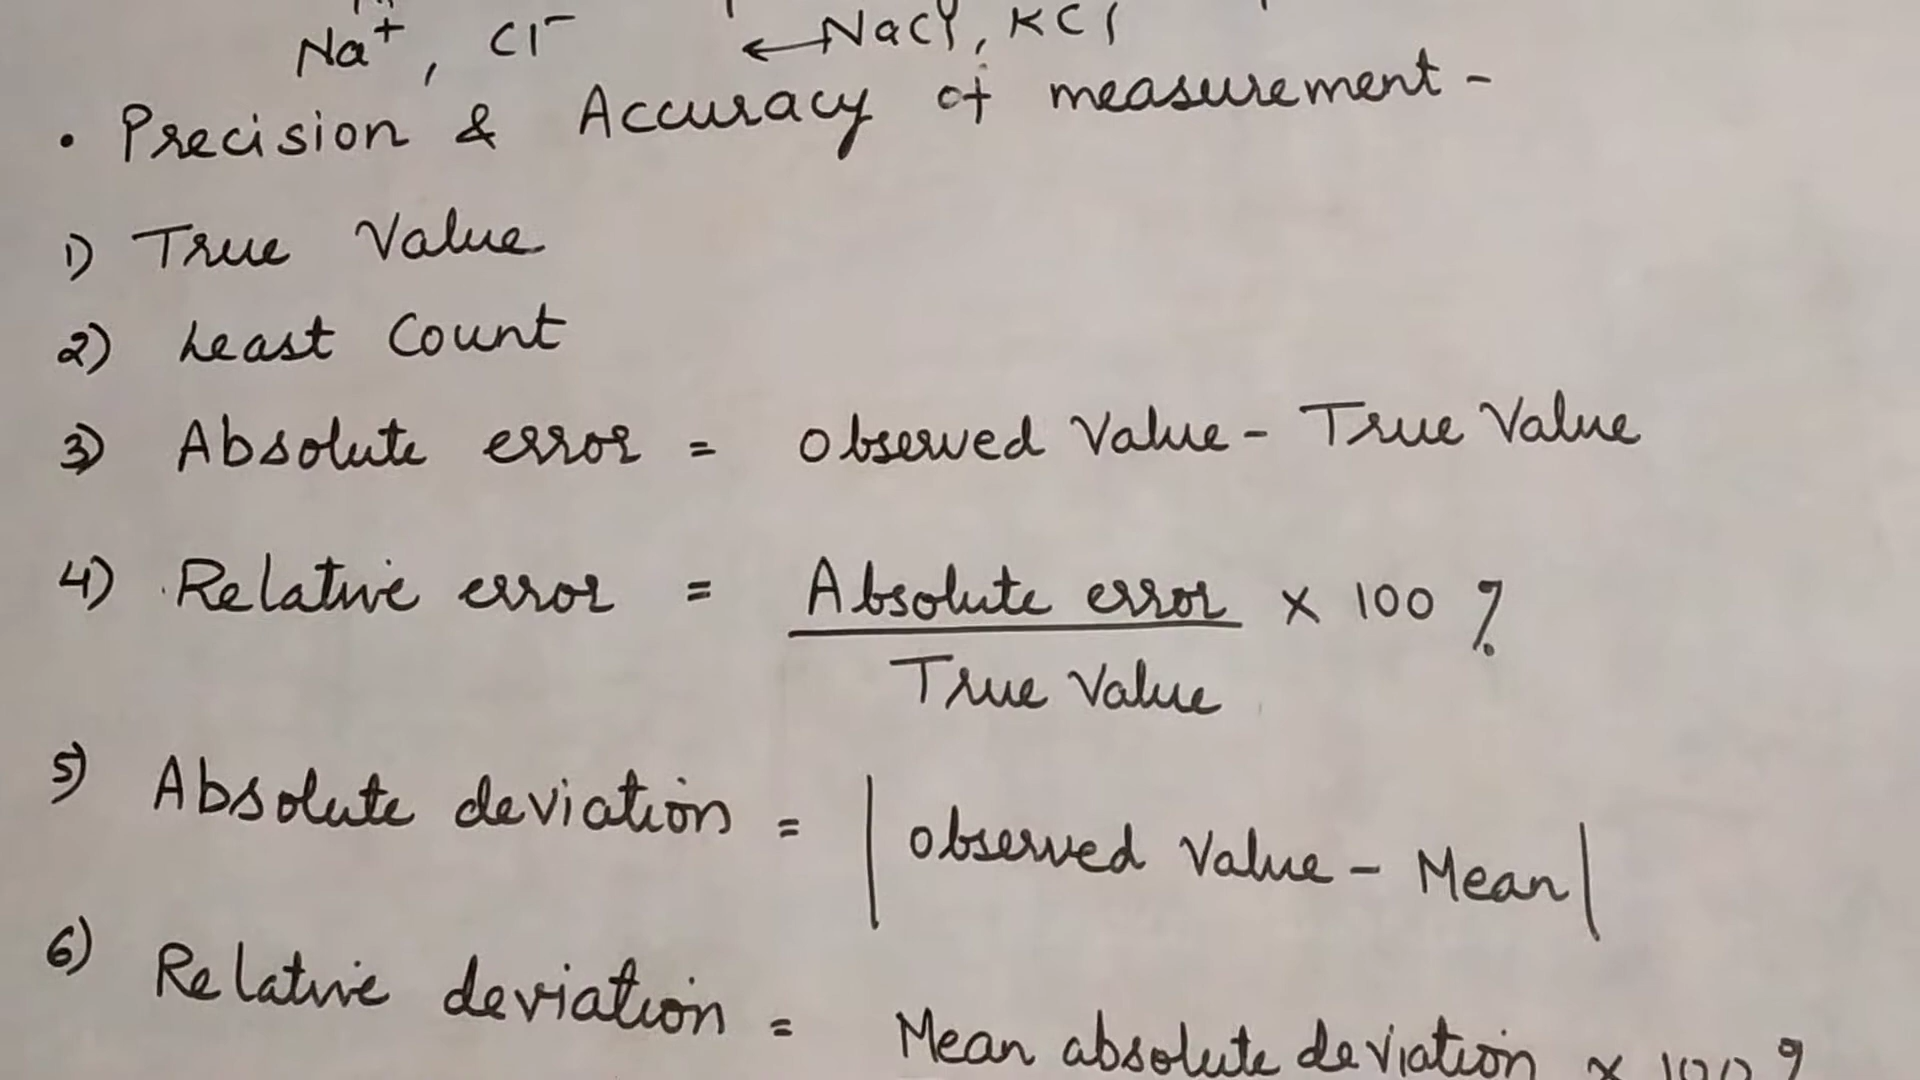 Na⁺, Cl⁻ ← NaCl, KCl
• Precision & Accuracy of measurement -
1) True Value
2) Least Count
3) Absolute error = Observed Value - True Value
4) Relative error = Absolute error × 100 %
True Value
5) Absolute deviation = | Observed Value - Mean |
6) Relative deviation = Mean absolute deviation × 100 %